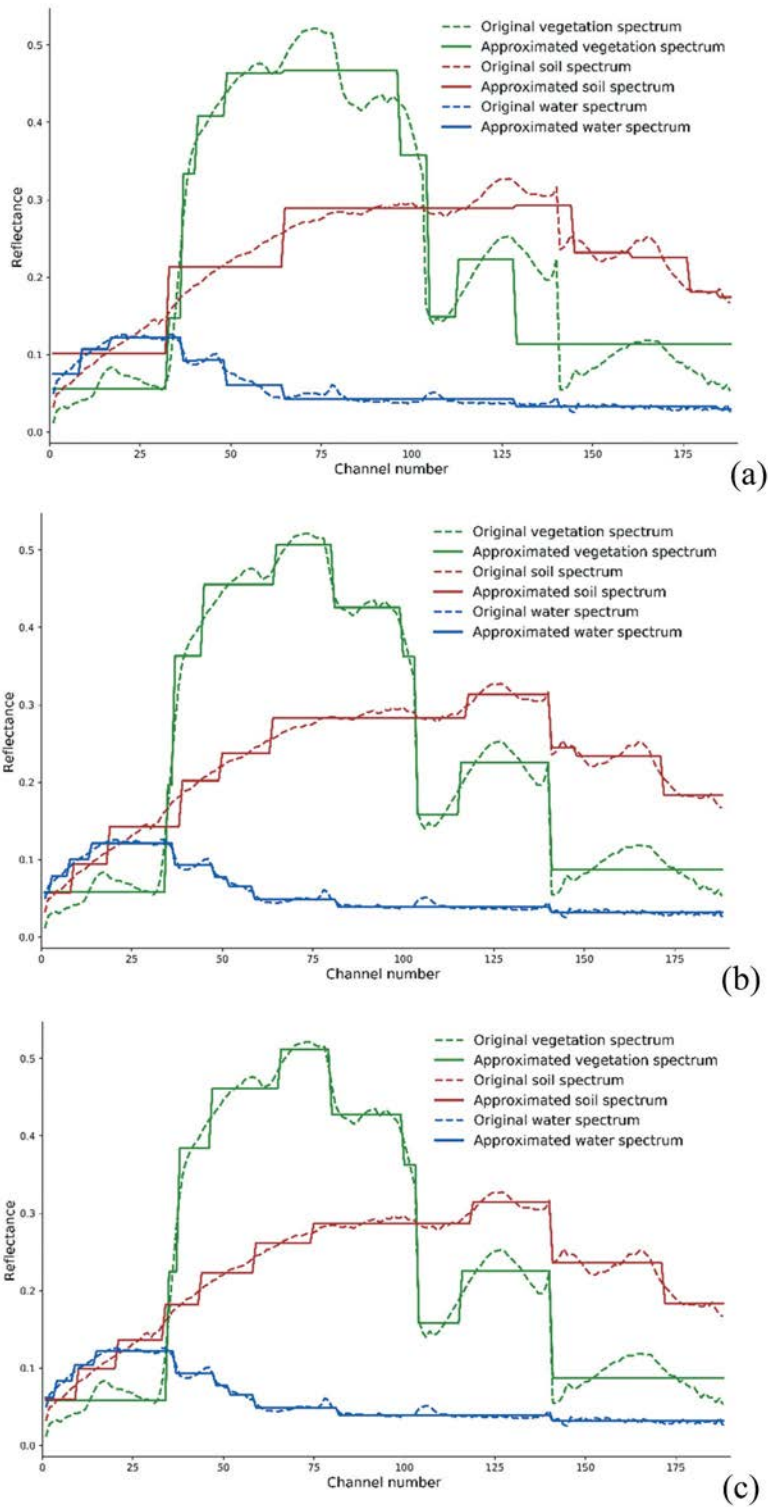 Original vegetation spectrum
Approximated vegetation spectrum
Original soil spectrum
Approximated soil spectrum
Original water spectrum
Approximated water spectrum
0.5
0.4
0.3
0.2
0.1
0.0
Reflectance
0 25 50 75 100 125 150 175
Channel number
(a)
Original vegetation spectrum
Approximated vegetation spectrum
Original soil spectrum
Approximated soil spectrum
Original water spectrum
Approximated water spectrum
0.5
0.4
0.3
0.2
0.1
0.0
Reflectance
0 25 50 75 100 125 150 175
Channel number
(b)
Original vegetation spectrum
Approximated vegetation spectrum
Original soil spectrum
Approximated soil spectrum
Original water spectrum
Approximated water spectrum
0.5
0.4
0.3
0.2
0.1
0.0
Reflectance
0 25 50 75 100 125 150 175
Channel number
(c)